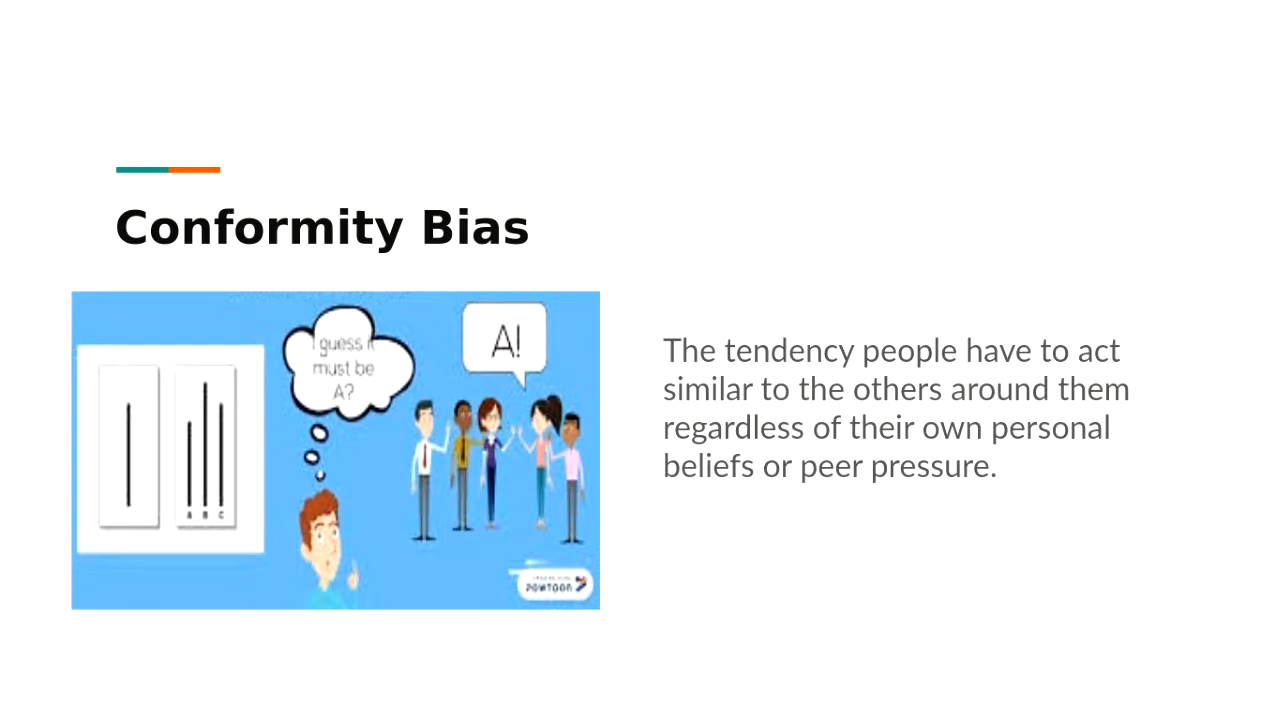 Conformity Bias
I guess it
must be
A?
A!
A B C
POWTOON
The tendency people have to act
similar to the others around them
regardless of their own personal
beliefs or peer pressure.